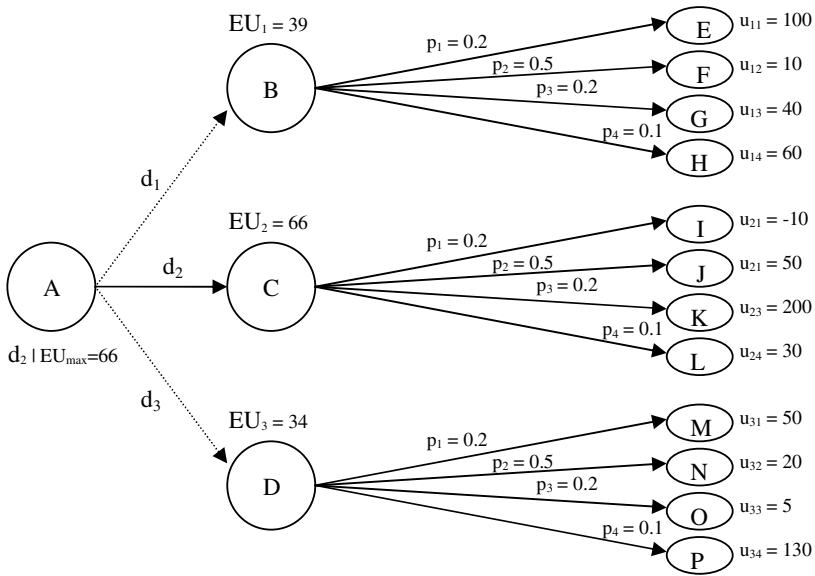 EU₁ = 39
p₁ = 0.2
p₂ = 0.5
p₃ = 0.2
p₄ = 0.1
B
E
u₁₁ = 100
F
u₁₂ = 10
G
u₁₃ = 40
H
u₁₄ = 60
d₁
EU₂ = 66
p₁ = 0.2
p₂ = 0.5
p₃ = 0.2
p₄ = 0.1
A
d₂
C
I
u₂₁ = -10
J
u₂₁ = 50
K
u₂₃ = 200
L
u₂₄ = 30
d₂ | EUₘₐₓ=66
d₃
EU₃ = 34
p₁ = 0.2
p₂ = 0.5
p₃ = 0.2
p₄ = 0.1
D
M
u₃₁ = 50
N
u₃₂ = 20
O
u₃₃ = 5
P
u₃₄ = 130